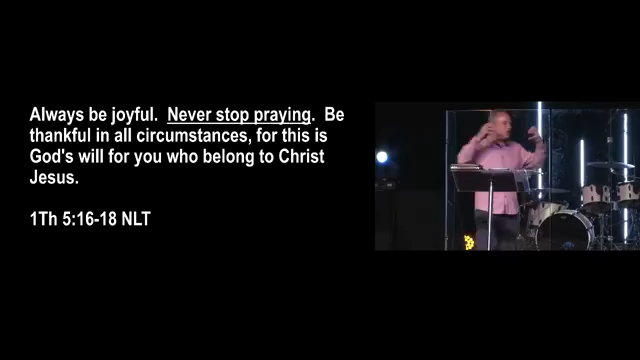 Always be joyful.  Never stop praying.  Be
thankful in all circumstances, for this is
God's will for you who belong to Christ
Jesus.
1Th 5:16-18 NLT